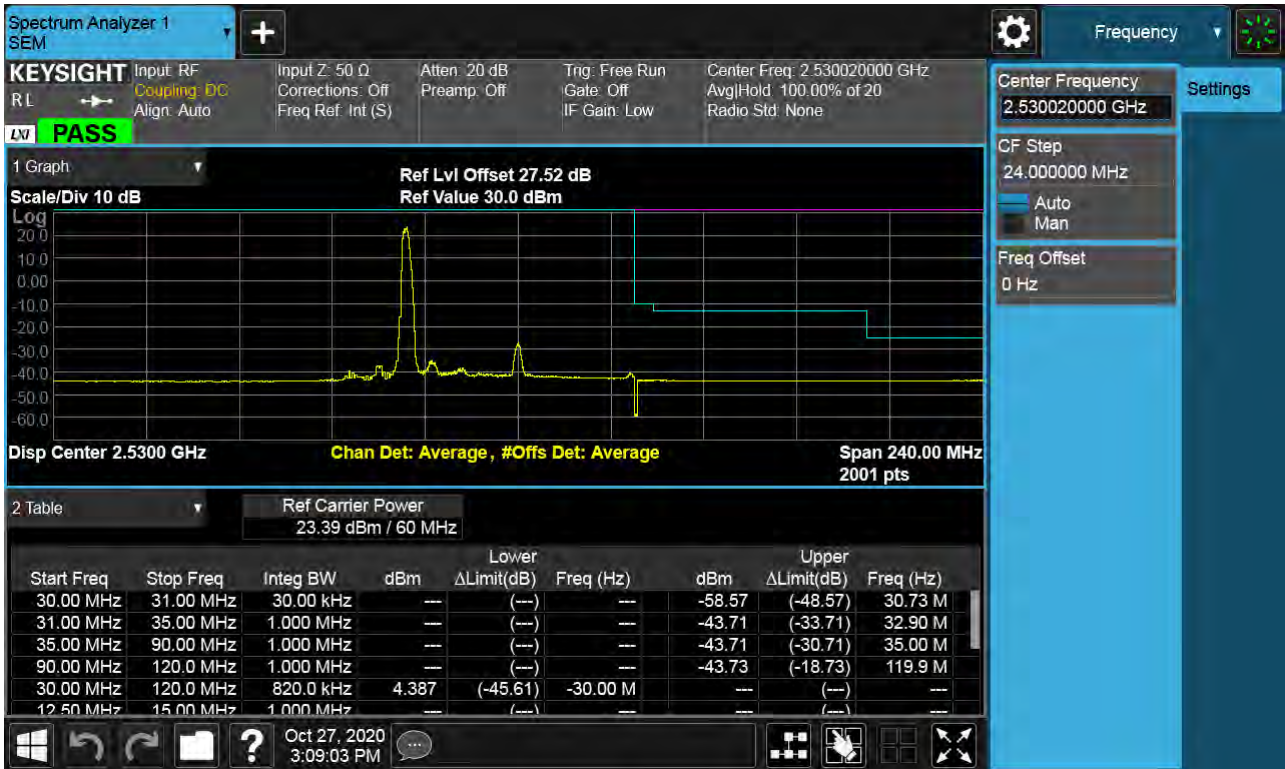 Spectrum Analyzer 1
SEM
+
Frequency
KEYSIGHT
RL
LXI
PASS
Input: RF
Coupling: DC
Align: Auto
Input Z: 50 Ω
Corrections: Off
Freq Ref: Int (S)
Atten: 20 dB
Preamp: Off
Trig: Free Run
Gate: Off
IF Gain: Low
Center Freq: 2.530020000 GHz
Avg|Hold: 100.00% of 20
Radio Std: None
Center Frequency
2.530020000 GHz
Settings
CF Step
24.000000 MHz
Auto
Man
Freq Offset
0 Hz
1 Graph
Scale/Div 10 dB
Ref Lvl Offset 27.52 dB
Ref Value 30.0 dBm
Log
20.0
10.0
0.00
-10.0
-20.0
-30.0
-40.0
-50.0
-60.0
Disp Center 2.5300 GHz
Chan Det: Average, #Offs Det: Average
Span 240.00 MHz
2001 pts
2 Table
Ref Carrier Power
23.39 dBm / 60 MHz
Lower Upper
Start Freq Stop Freq Integ BW dBm ΔLimit(dB) Freq (Hz) dBm ΔLimit(dB) Freq (Hz)
30.00 MHz 31.00 MHz 30.00 kHz --- (---) --- -58.57 (-48.57) 30.73 M
31.00 MHz 35.00 MHz 1.000 MHz --- (---) --- -43.71 (-33.71) 32.90 M
35.00 MHz 90.00 MHz 1.000 MHz --- (---) --- -43.71 (-30.71) 35.00 M
90.00 MHz 120.0 MHz 1.000 MHz --- (---) --- -43.73 (-18.73) 119.9 M
30.00 MHz 120.0 MHz 820.0 kHz 4.387 (-45.61) -30.00 M --- (---) ---
12.50 MHz 15.00 MHz 1.000 MHz --- (---) --- --- (---) ---
?
Oct 27, 2020
3:09:03 PM